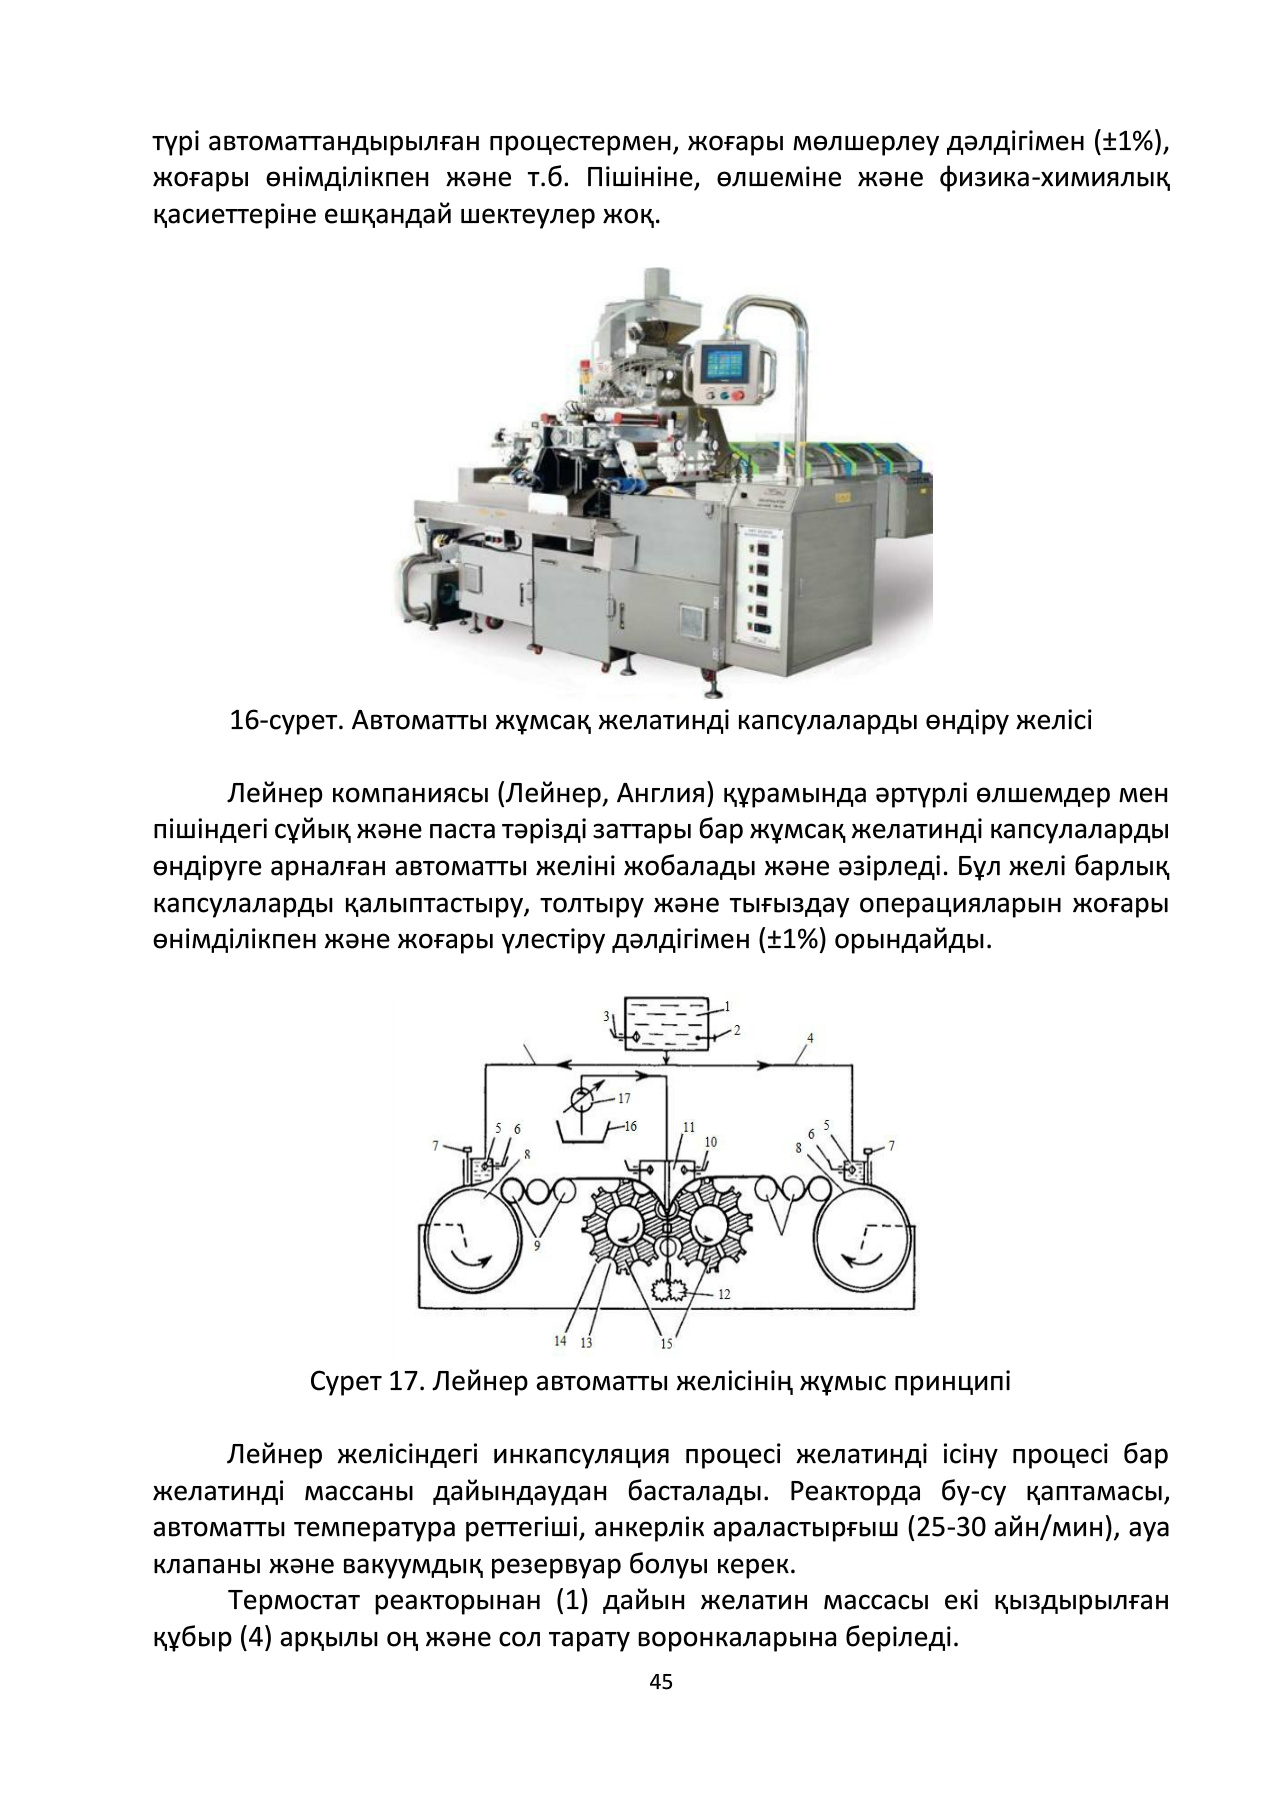 түрі автоматтандырылған процестермен, жоғары мөлшерлеу дәлдігімен (±1%),
жоғары өнімділікпен және т.б. Пішініне, өлшеміне және физика-химиялық
қасиеттеріне ешқандай шектеулер жоқ.
16-сурет. Автоматты жұмсақ желатинді капсулаларды өндіру желісі
Лейнер компаниясы (Лейнер, Англия) құрамында әртүрлі өлшемдер мен
пішіндегі сұйық және паста тәрізді заттары бар жұмсақ желатинді капсулаларды
өндіруге арналған автоматты желіні жобалады және әзірледі. Бұл желі барлық
капсулаларды қалыптастыру, толтыру және тығыздау операцияларын жоғары
өнімділікпен және жоғары үлестіру дәлдігімен (±1%) орындайды.
1
3
2
4
17
16
11
10
5 6
7
8
5
6
7
8
9
12
14 13 15
Сурет 17. Лейнер автоматты желісінің жұмыс принципі
Лейнер желісіндегі инкапсуляция процесі желатинді ісіну процесі бар
желатинді массаны дайындаудан басталады. Реакторда бу-су қаптамасы,
автоматты температура реттегіші, анкерлік араластырғыш (25-30 айн/мин), ауа
клапаны және вакуумдық резервуар болуы керек.
Термостат реакторынан (1) дайын желатин массасы екі қыздырылған
құбыр (4) арқылы оң және сол тарату воронкаларына беріледі.
45